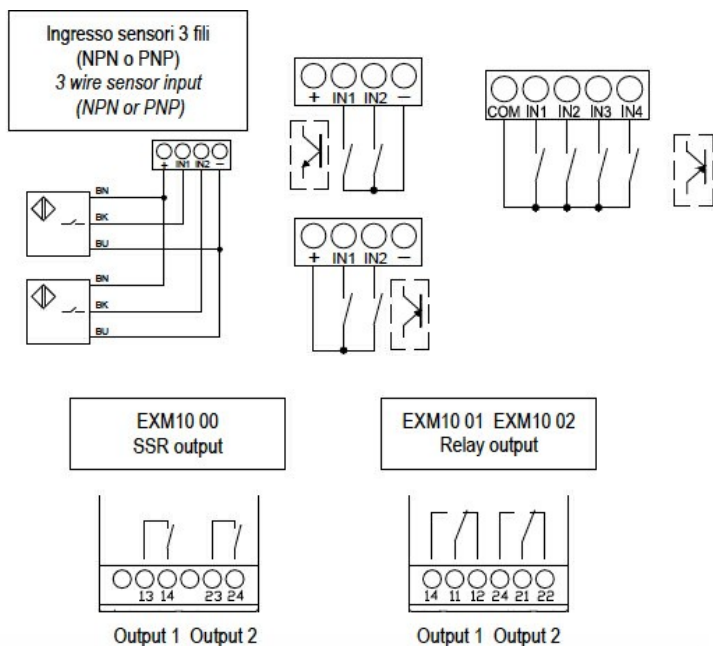 Ingresso sensori 3 fili
(NPN o PNP)
3 wire sensor input
(NPN or PNP)
+ IN1 IN2 –
BN
BK
BU
BN
BK
BU
+ IN1 IN2 –
+ IN1 IN2 –
COM IN1 IN2 IN3 IN4
EXM10 00
SSR output
13 14 23 24
Output 1 Output 2
EXM10 01 EXM10 02
Relay output
14 11 12 24 21 22
Output 1 Output 2